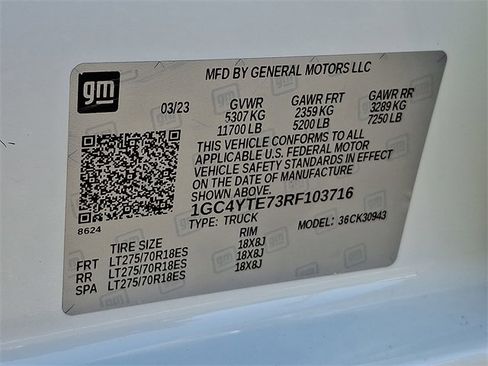 gm
MFD BY GENERAL MOTORS LLC
03/23 GVWR GAWR FRT GAWR RR
5307 KG 2359 KG 3289 KG
11700 LB 5200 LB 7250 LB
THIS VEHICLE CONFORMS TO ALL
APPLICABLE U.S. FEDERAL MOTOR
VEHICLE SAFETY STANDARDS IN EFFECT
ON THE DATE OF MANUFACTURE
SHOWN ABOVE.
1GC4YTE73RF103716
8624
TYPE: TRUCK MODEL: 36CK30943
TIRE SIZE RIM
FRT LT275/70R18ES 18X8J
RR LT275/70R18ES 18X8J
SPA LT275/70R18ES 18X8J